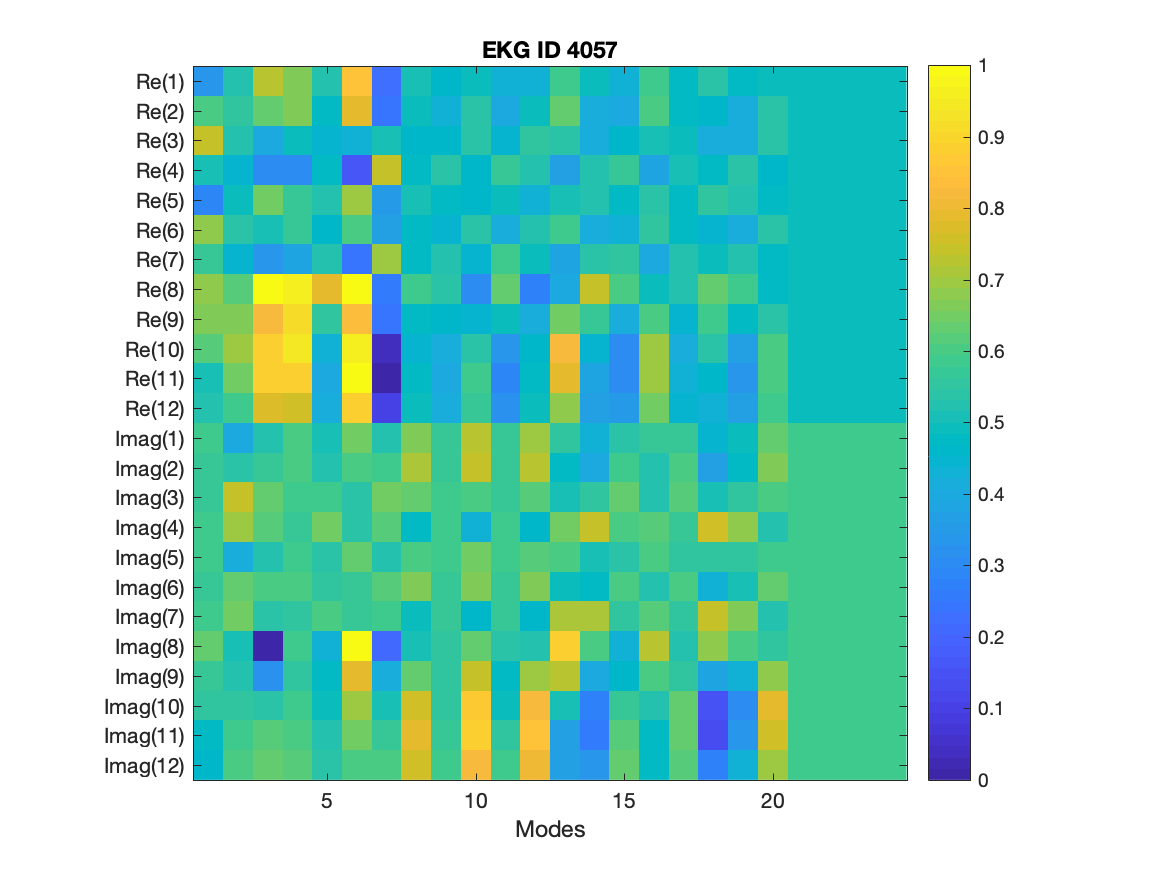 EKG ID 4057
Re(1)
Re(2)
Re(3)
Re(4)
Re(5)
Re(6)
Re(7)
Re(8)
Re(9)
Re(10)
Re(11)
Re(12)
Imag(1)
Imag(2)
Imag(3)
Imag(4)
Imag(5)
Imag(6)
Imag(7)
Imag(8)
Imag(9)
Imag(10)
Imag(11)
Imag(12)
5 10 15 20
Modes
1
0.9
0.8
0.7
0.6
0.5
0.4
0.3
0.2
0.1
0